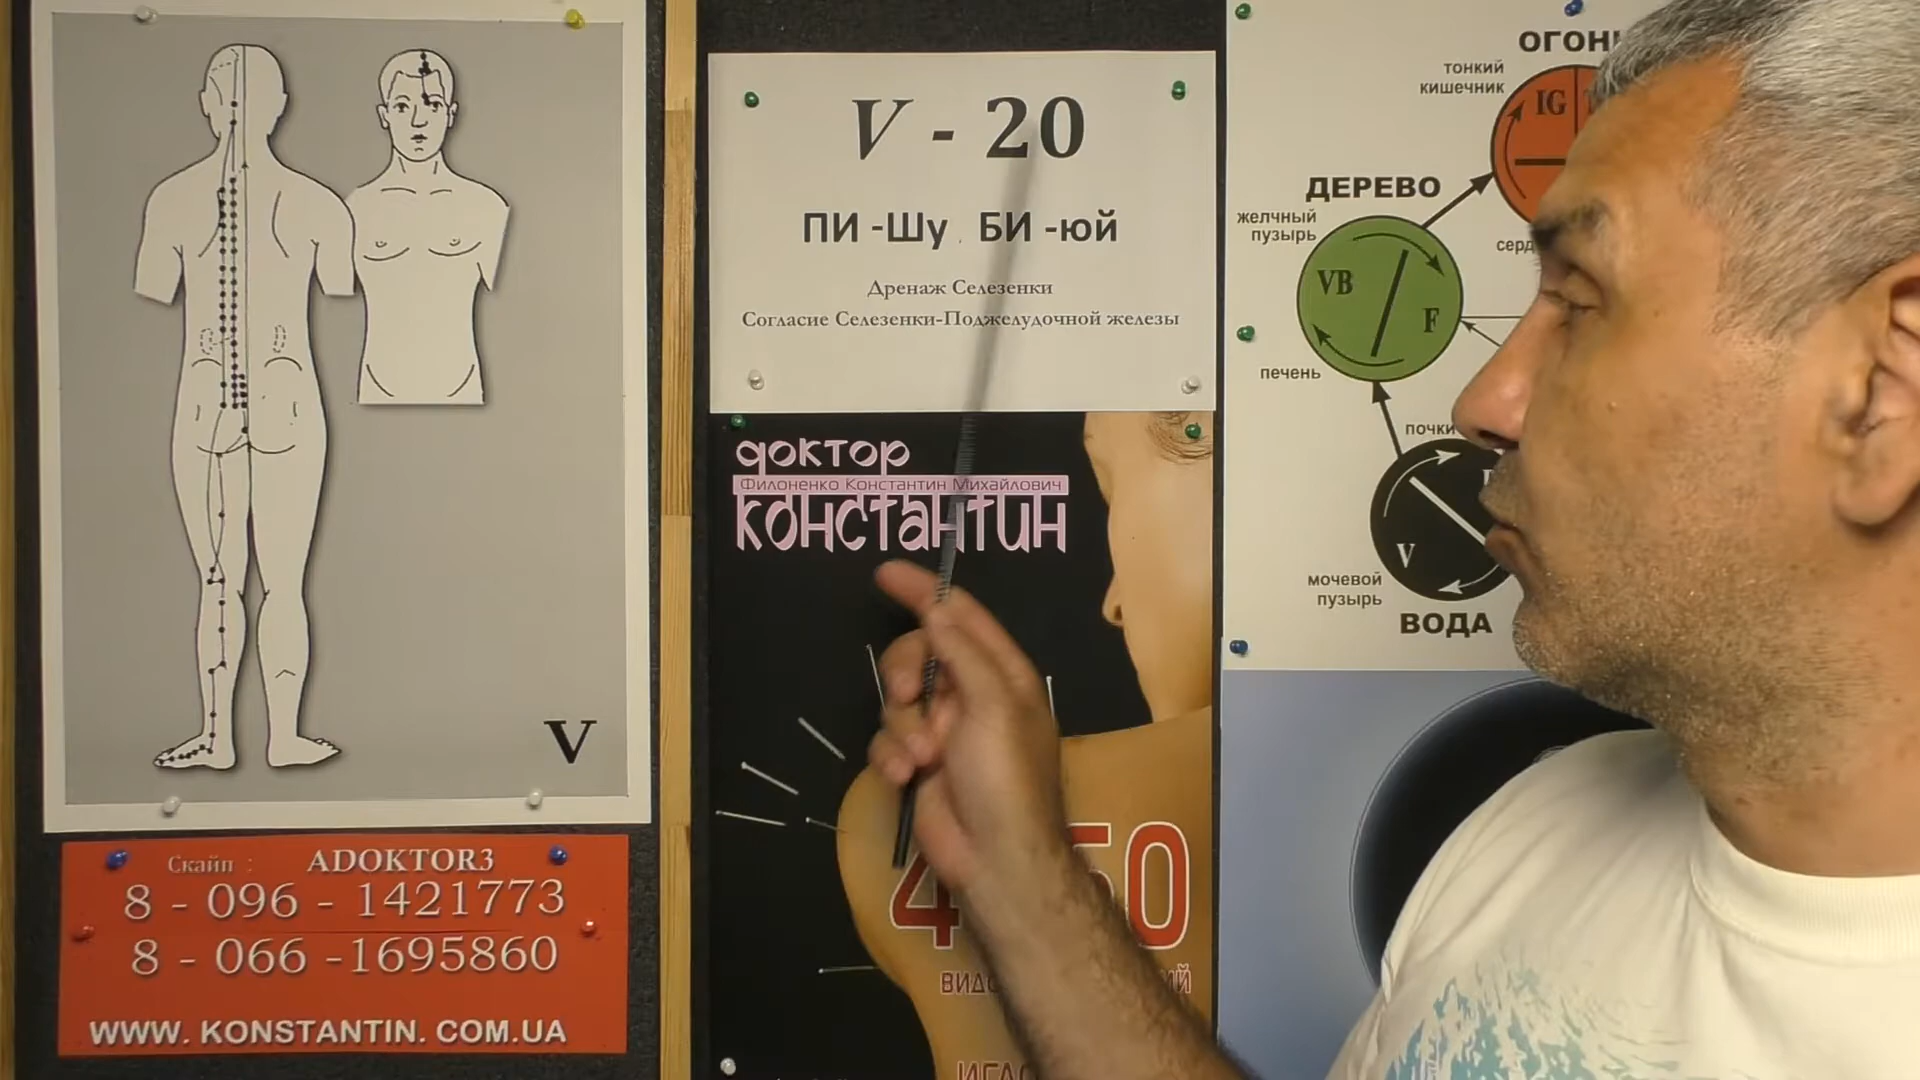 V
Скайп : ADOKTOR3
8 - 096 - 1421773
8 - 066 -1695860
WWW. KONSTANTIN. COM.UA
V - 20
ПИ -Шу БИ -юй
Дренаж Селезенки
Согласие Селезенки-Поджелудочной железы
доктор
Филоненко Константин Михайлович
константин
тонкий
кишечник
IG
ДЕРЕВО
желчный
пузырь
VB
F
печень
почки
V
мочевой
пузырь
ВОДА